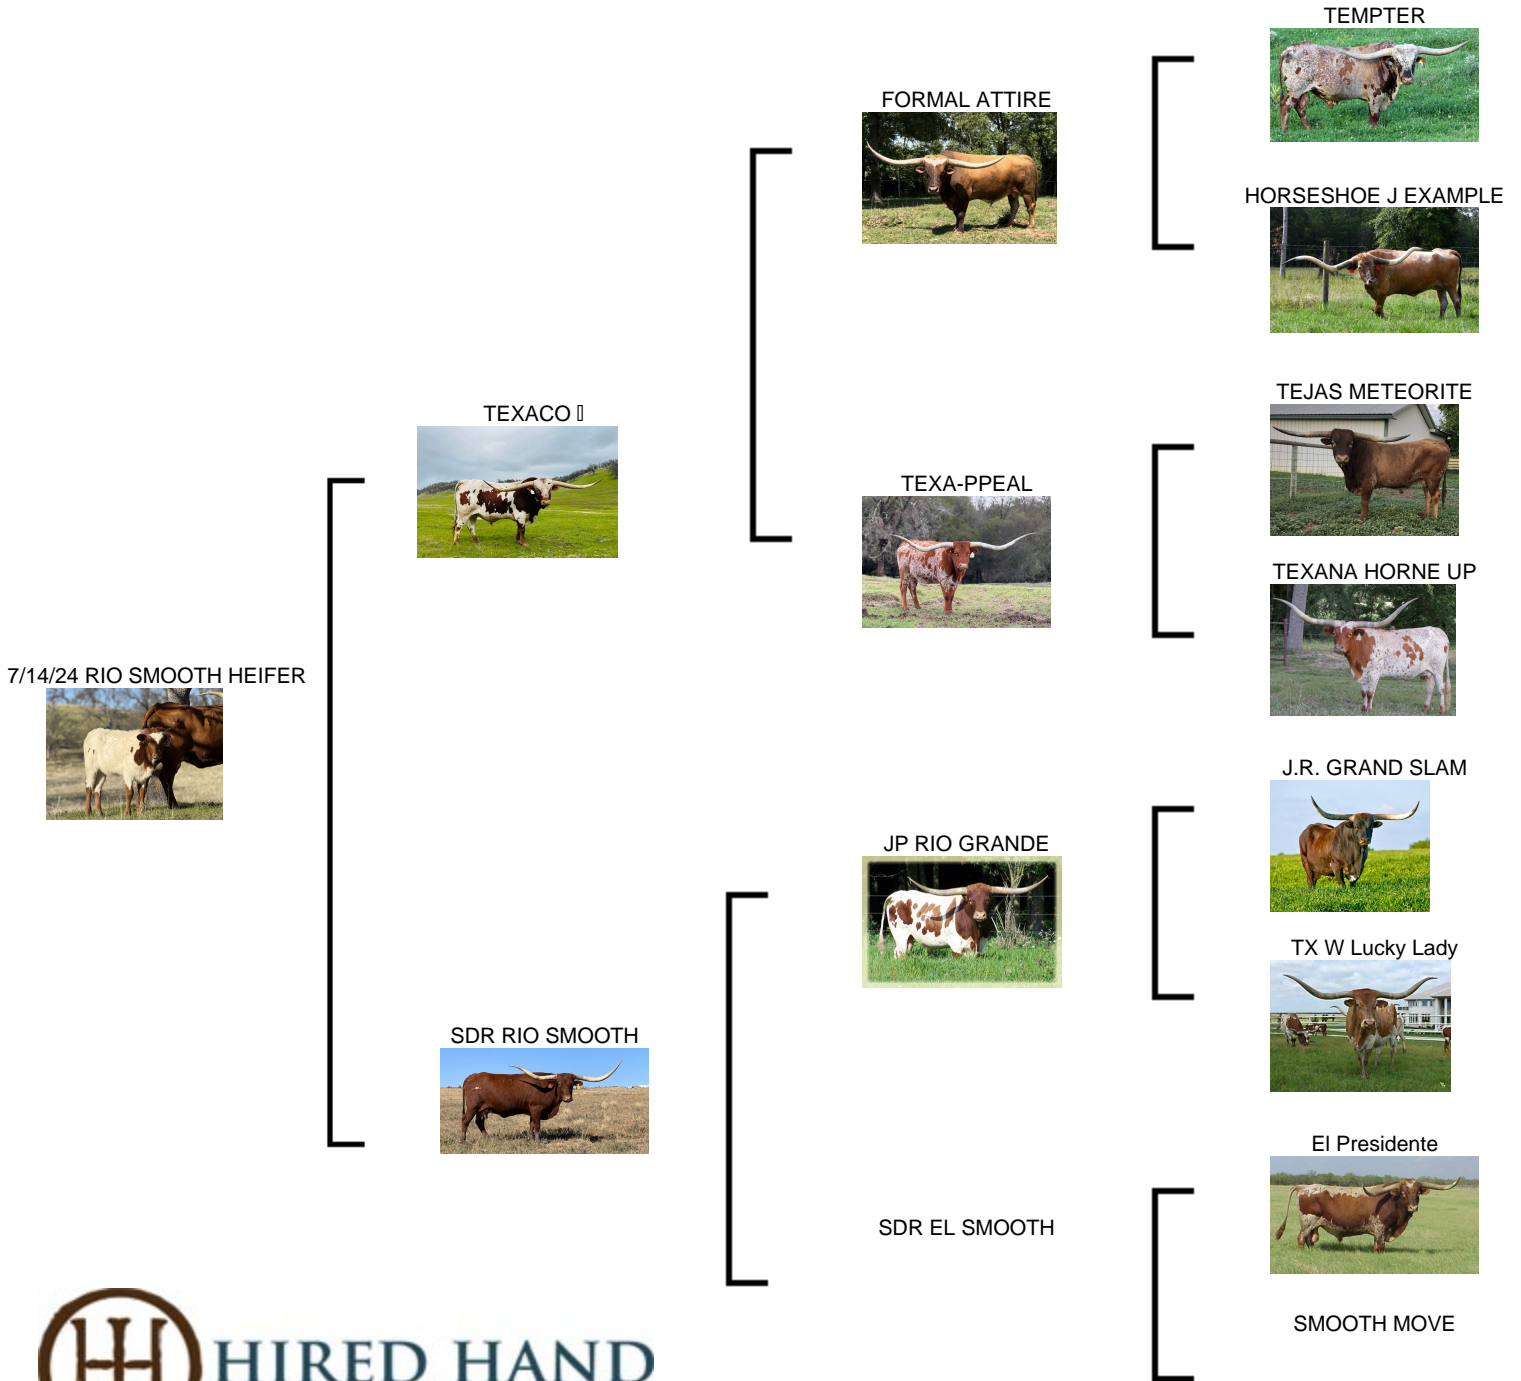 TEMPTER
FORMAL ATTIRE
HORSESHOE J EXAMPLE
TEJAS METEORITE
TEXACO
TEXA-PPEAL
TEXANA HORNE UP
7/14/24 RIO SMOOTH HEIFER
J.R. GRAND SLAM
JP RIO GRANDE
TX W Lucky Lady
SDR RIO SMOOTH
El Presidente
SDR EL SMOOTH
SMOOTH MOVE
HIRED HAND